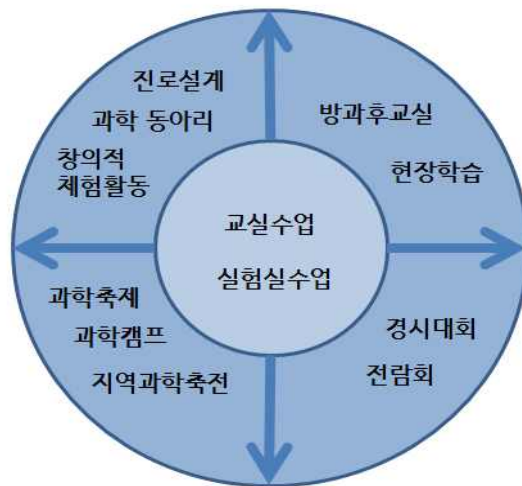 진로설계
과학 동아리
창의적
체험활동
방과후교실
현장학습
교실수업
실험실수업
과학축제
과학캠프
지역과학축전
경시대회
전람회